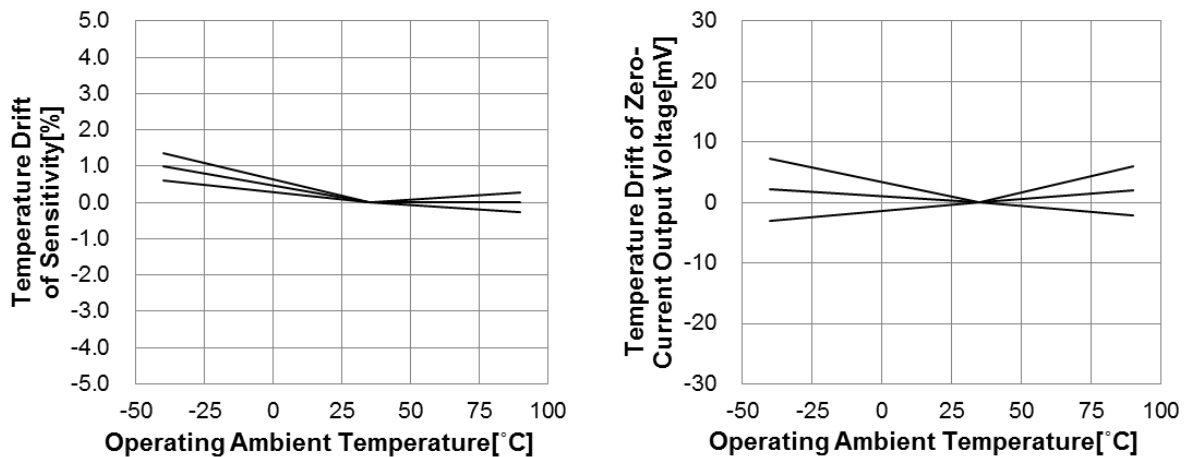 Temperature Drift
of Sensitivity[%]
5.0
4.0
3.0
2.0
1.0
0.0
-1.0
-2.0
-3.0
-4.0
-5.0
-50 -25 0 25 50 75 100
Operating Ambient Temperature[˚C]
Temperature Drift of Zero-
Current Output Voltage[mV]
30
20
10
0
-10
-20
-30
-50 -25 0 25 50 75 100
Operating Ambient Temperature[˚C]